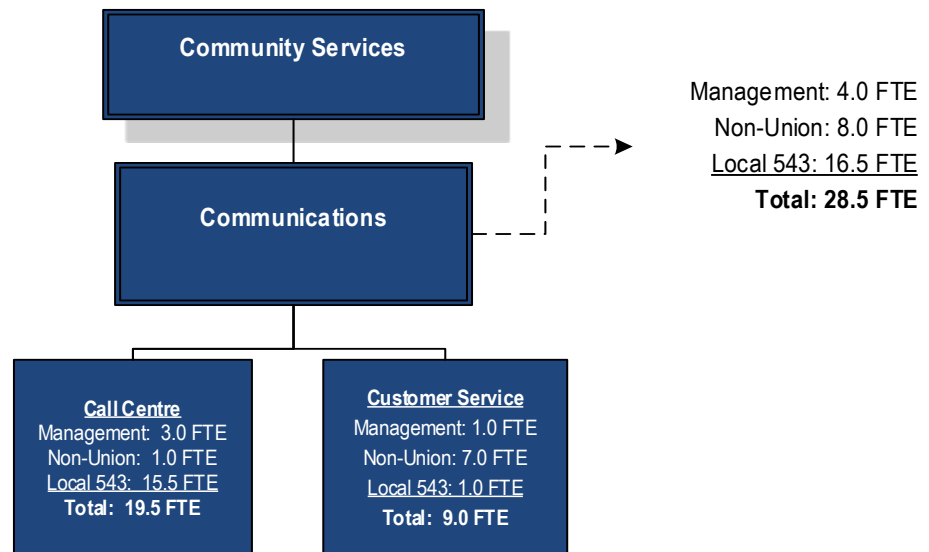 Community Services
Management: 4.0 FTE
Non-Union: 8.0 FTE
Local 543: 16.5 FTE
Total: 28.5 FTE
Communications
Call Centre
Management: 3.0 FTE
Non-Union: 1.0 FTE
Local 543: 15.5 FTE
Total: 19.5 FTE
Customer Service
Management: 1.0 FTE
Non-Union: 7.0 FTE
Local 543: 1.0 FTE
Total: 9.0 FTE